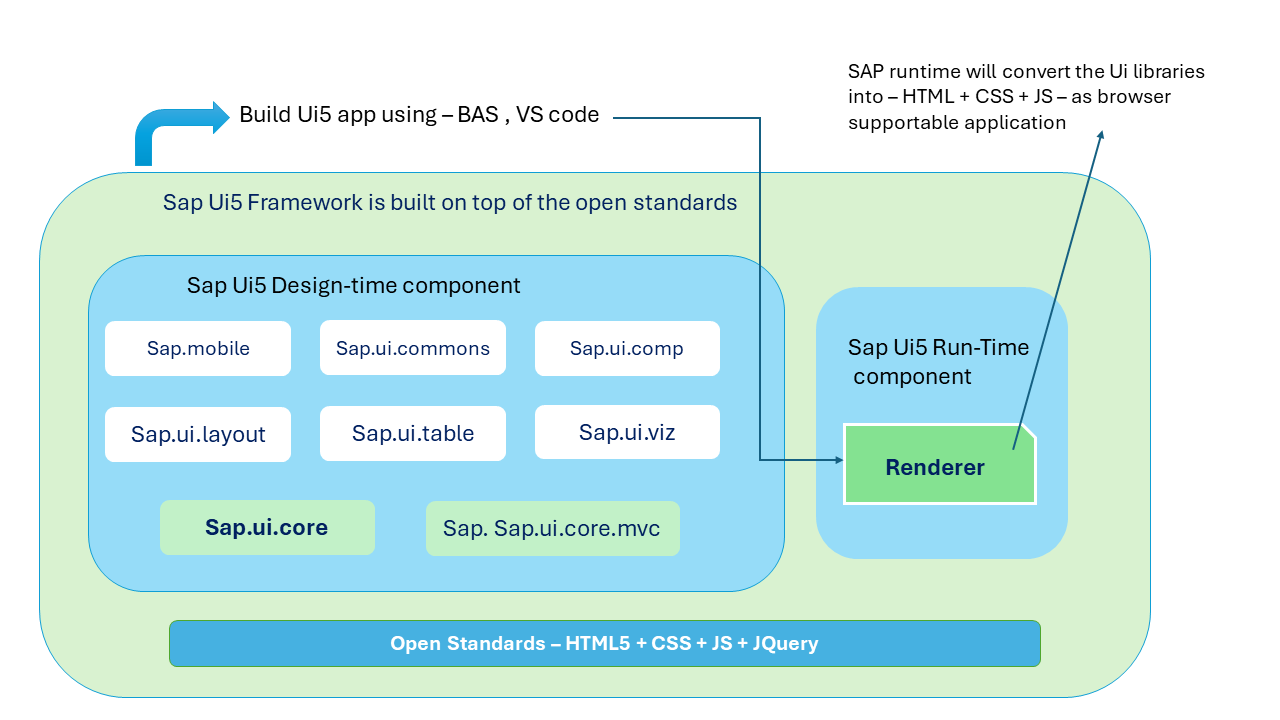 SAP runtime will convert the Ui libraries
into – HTML + CSS + JS – as browser
supportable application
Build Ui5 app using – BAS , VS code
Sap Ui5 Framework is built on top of the open standards
Sap Ui5 Design-time component
Sap.mobile
Sap.ui.commons
Sap.ui.comp
Sap.ui.layout
Sap.ui.table
Sap.ui.viz
Sap.ui.core
Sap. Sap.ui.core.mvc
Sap Ui5 Run-Time
component
Renderer
Open Standards – HTML5 + CSS + JS + JQuery